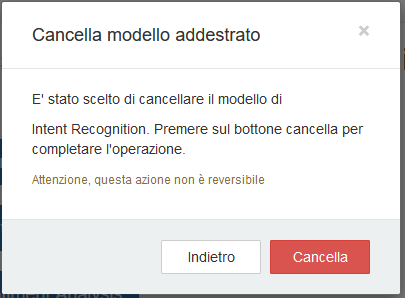 Cancella modello addestrato
×
E' stato scelto di cancellare il modello di
Intent Recognition. Premere sul bottone cancella per
completare l'operazione.
Attenzione, questa azione non è reversibile
Indietro
Cancella
Analysis